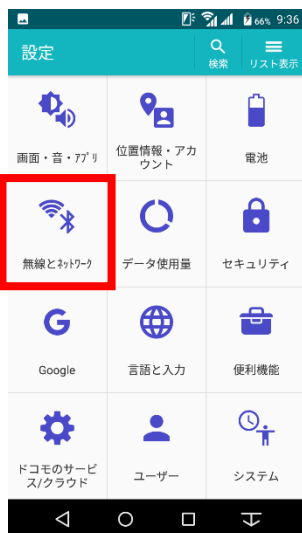 66% 9:36
設定
検索
リスト表示
画面・音・ｱﾌﾟﾘ
位置情報・アカ
ウント
電池
無線とﾈｯﾄﾜｰｸ
データ使用量
セキュリティ
Google
言語と入力
便利機能
ドコモのサービ
ス/クラウド
ユーザー
システム